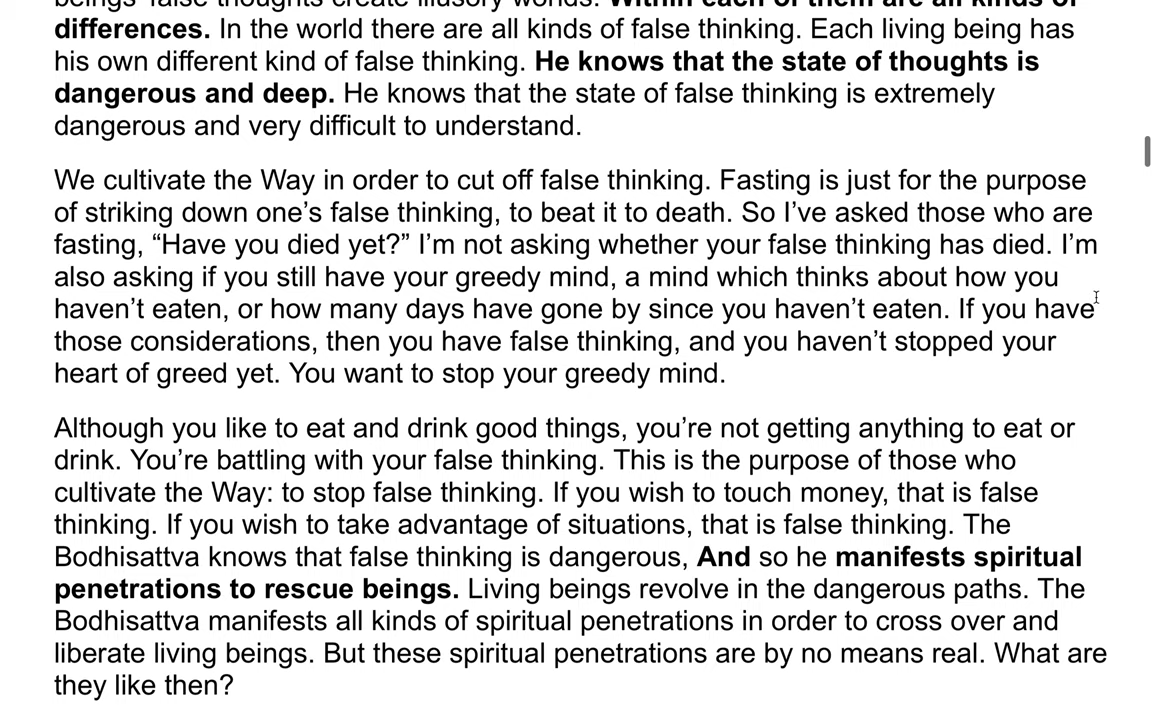 beings' false thoughts create illusory worlds. Within each of them are all kinds of
differences. In the world there are all kinds of false thinking. Each living being has
his own different kind of false thinking. He knows that the state of thoughts is
dangerous and deep. He knows that the state of false thinking is extremely
dangerous and very difficult to understand.
We cultivate the Way in order to cut off false thinking. Fasting is just for the purpose
of striking down one’s false thinking, to beat it to death. So I’ve asked those who are
fasting, “Have you died yet?” I’m not asking whether your false thinking has died. I’m
also asking if you still have your greedy mind, a mind which thinks about how you
haven’t eaten, or how many days have gone by since you haven’t eaten. If you have
those considerations, then you have false thinking, and you haven’t stopped your
heart of greed yet. You want to stop your greedy mind.
Although you like to eat and drink good things, you’re not getting anything to eat or
drink. You’re battling with your false thinking. This is the purpose of those who
cultivate the Way: to stop false thinking. If you wish to touch money, that is false
thinking. If you wish to take advantage of situations, that is false thinking. The
Bodhisattva knows that false thinking is dangerous, And so he manifests spiritual
penetrations to rescue beings. Living beings revolve in the dangerous paths. The
Bodhisattva manifests all kinds of spiritual penetrations in order to cross over and
liberate living beings. But these spiritual penetrations are by no means real. What are
they like then?